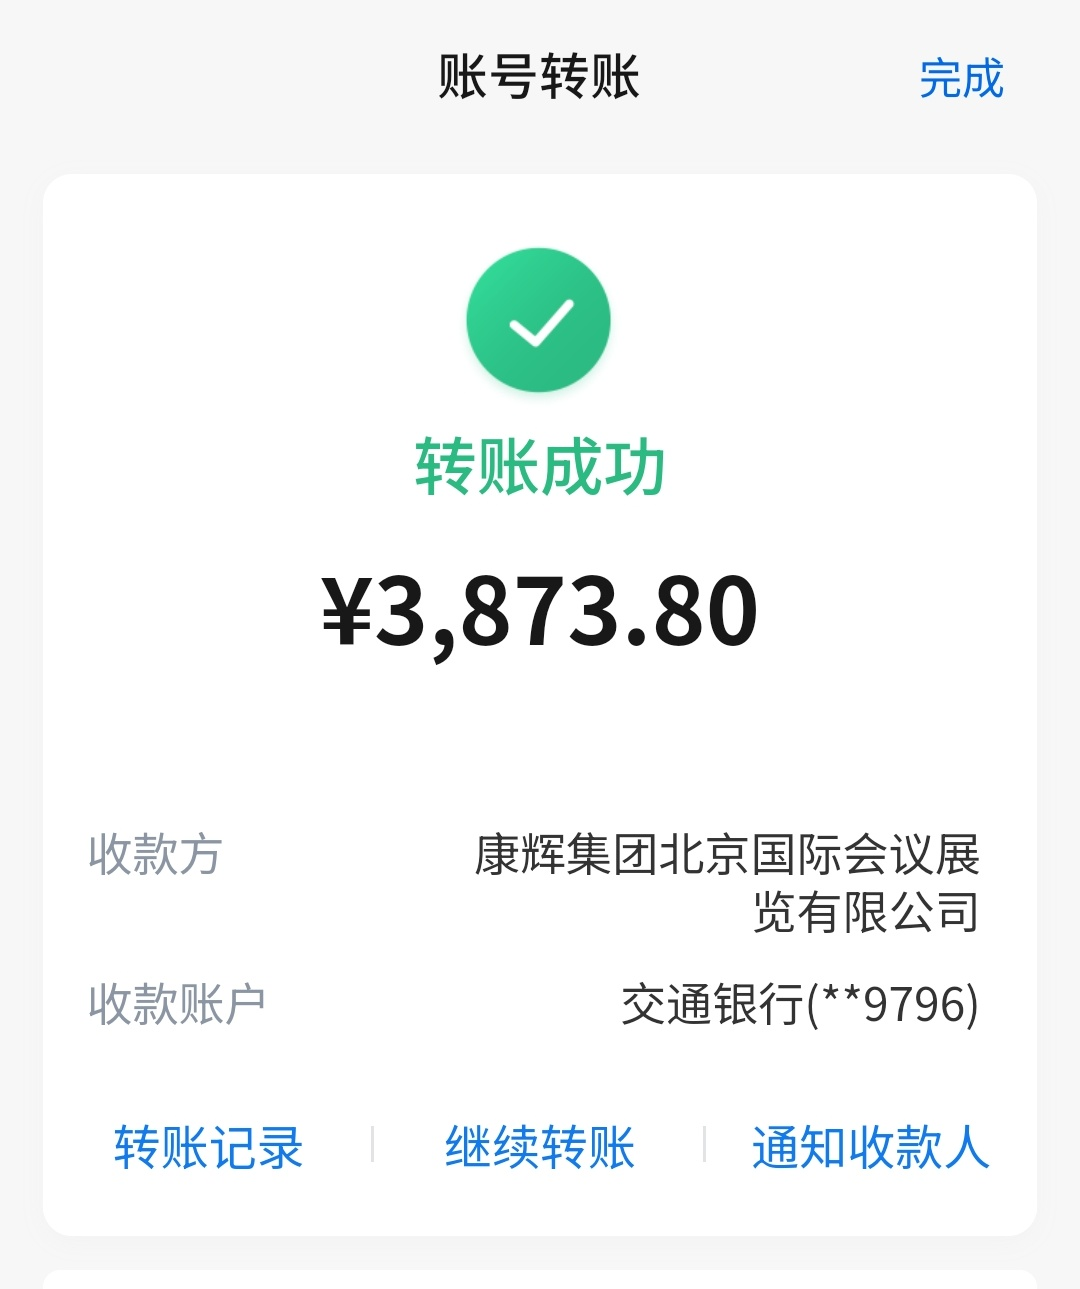 账号转账
完成
转账成功
¥3,873.80
收款方
康辉集团北京国际会议展
览有限公司
收款账户
交通银行(**9796)
转账记录
继续转账
通知收款人